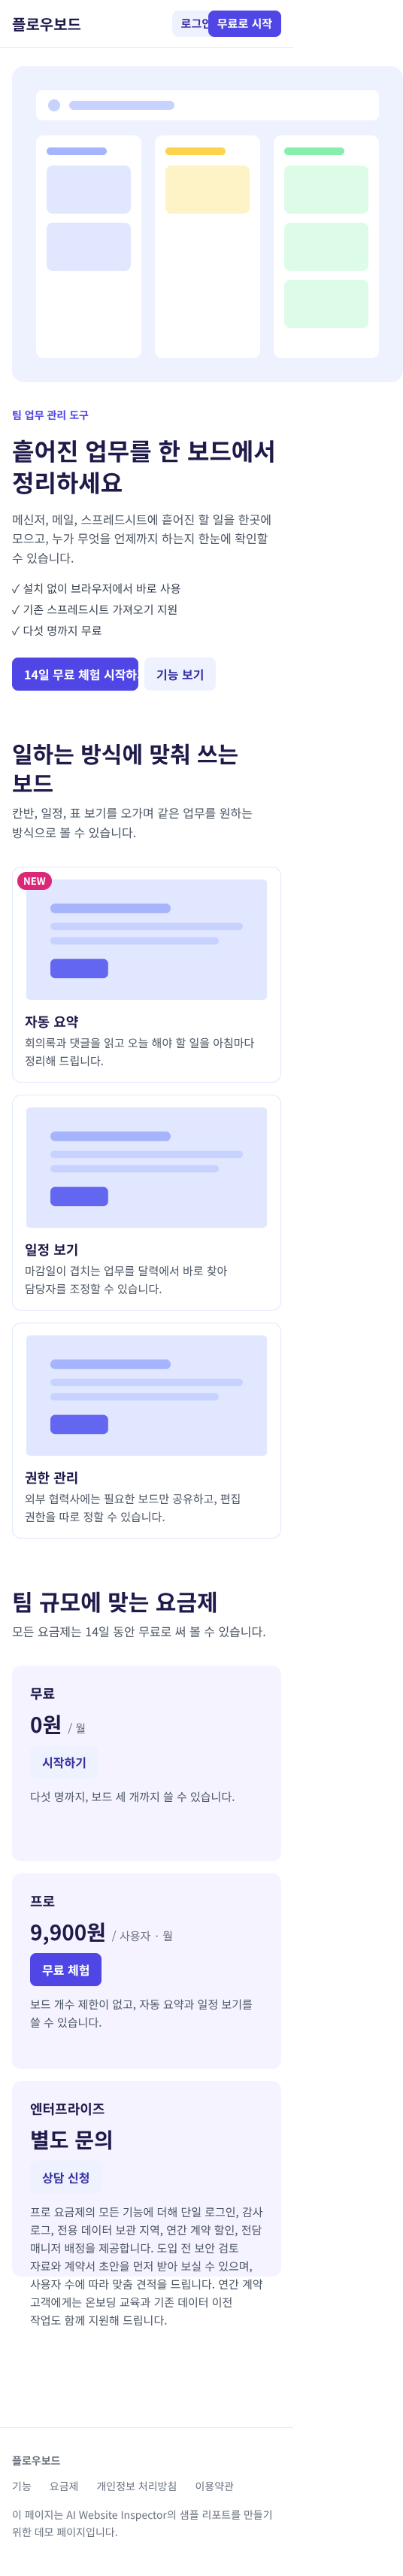 플로우보드
로그인
무료로 시작
팀 업무 관리 도구
흩어진 업무를 한 보드에서
정리하세요
메신저, 메일, 스프레드시트에 흩어진 할 일을 한곳에
모으고, 누가 무엇을 언제까지 하는지 한눈에 확인할
수 있습니다.
✓ 설치 없이 브라우저에서 바로 사용
✓ 기존 스프레드시트 가져오기 지원
✓ 다섯 명까지 무료
14일 무료 체험 시작하
기능 보기
일하는 방식에 맞춰 쓰는
보드
칸반, 일정, 표 보기를 오가며 같은 업무를 원하는
방식으로 볼 수 있습니다.
NEW
자동 요약
회의록과 댓글을 읽고 오늘 해야 할 일을 아침마다
정리해 드립니다.
일정 보기
마감일이 겹치는 업무를 달력에서 바로 찾아
담당자를 조정할 수 있습니다.
권한 관리
외부 협력사에는 필요한 보드만 공유하고, 편집
권한을 따로 정할 수 있습니다.
팀 규모에 맞는 요금제
모든 요금제는 14일 동안 무료로 써 볼 수 있습니다.
무료
0원 / 월
시작하기
다섯 명까지, 보드 세 개까지 쓸 수 있습니다.
프로
9,900원 / 사용자 · 월
무료 체험
보드 개수 제한이 없고, 자동 요약과 일정 보기를
쓸 수 있습니다.
엔터프라이즈
별도 문의
상담 신청
프로 요금제의 모든 기능에 더해 단일 로그인, 감사
로그, 전용 데이터 보관 지역, 연간 계약 할인, 전담
매니저 배정을 제공합니다. 도입 전 보안 검토
자료와 계약서 초안을 먼저 받아 보실 수 있으며,
사용자 수에 따라 맞춤 견적을 드립니다. 연간 계약
고객에게는 온보딩 교육과 기존 데이터 이전
작업도 함께 지원해 드립니다.
플로우보드
기능 요금제 개인정보 처리방침 이용약관
이 페이지는 AI Website Inspector의 샘플 리포트를 만들기
위한 데모 페이지입니다.